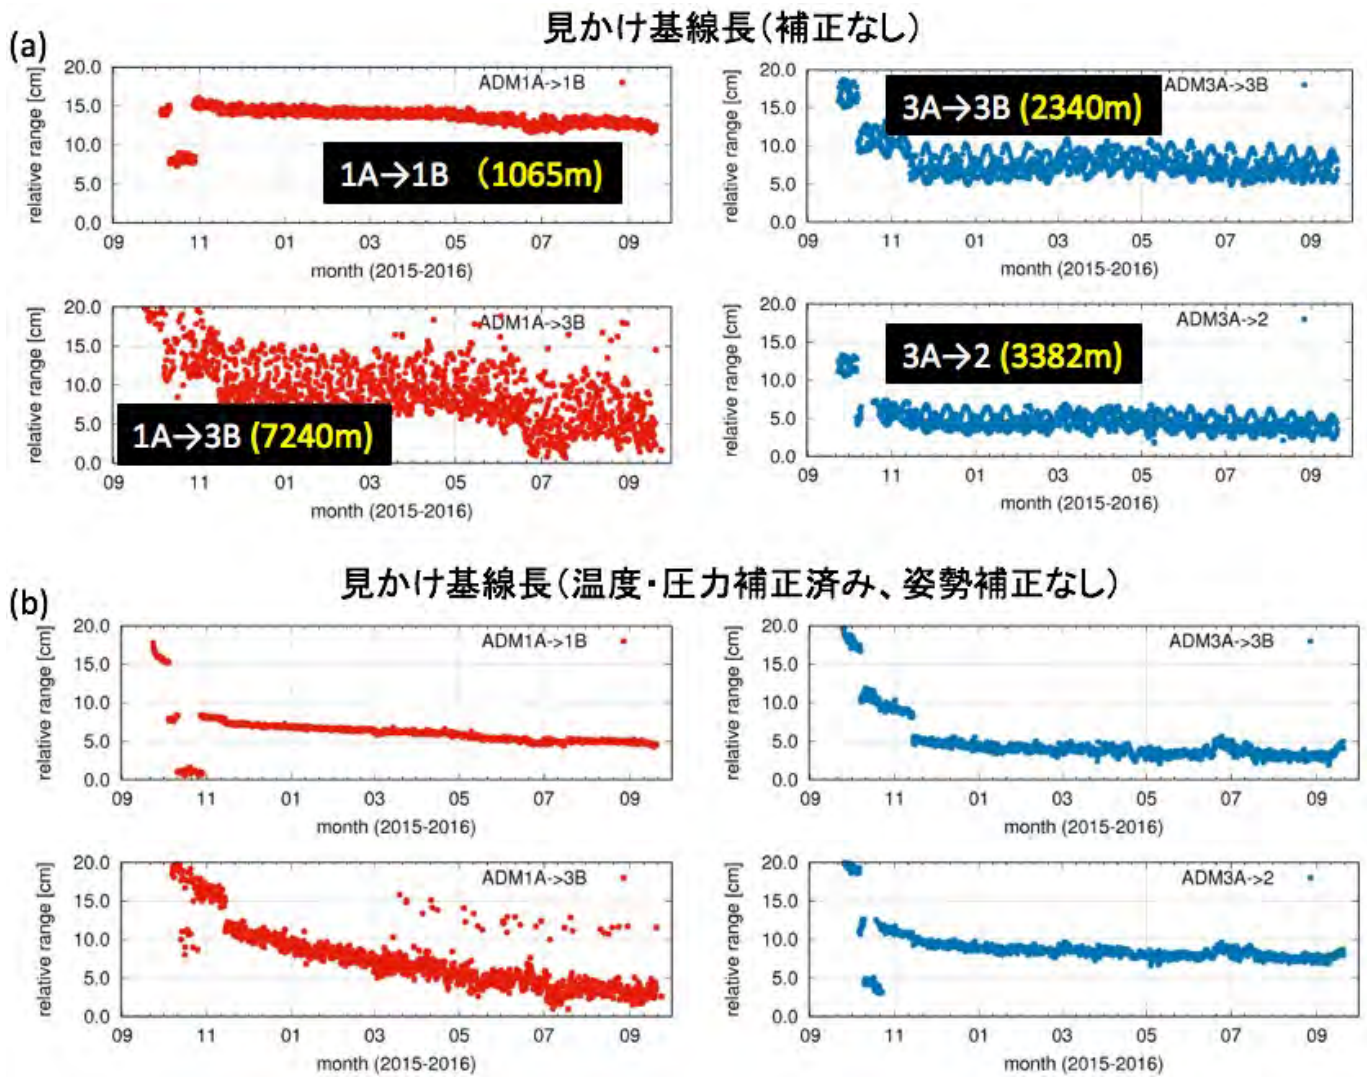 見かけ基線長(補正なし)
(a)
20.0
15.0
10.0
5.0
0.0
relative range [cm]
ADM1A->1B
1A→1B (1065m)
09 11 01 03 05 07 09
month (2015-2016)
20.0
15.0
10.0
5.0
0.0
relative range [cm]
ADM3A->3B
3A→3B (2340m)
09 11 01 03 05 07 09
month (2015-2016)
20.0
15.0
10.0
5.0
0.0
relative range [cm]
ADM1A->3B
1A→3B (7240m)
09 11 01 03 05 07 09
month (2015-2016)
20.0
15.0
10.0
5.0
0.0
relative range [cm]
ADM3A->2
3A→2 (3382m)
09 11 01 03 05 07 09
month (2015-2016)
見かけ基線長(温度・圧力補正済み、姿勢補正なし)
(b)
20.0
15.0
10.0
5.0
0.0
relative range [cm]
ADM1A->1B
09 11 01 03 05 07 09
month (2015-2016)
20.0
15.0
10.0
5.0
0.0
relative range [cm]
ADM3A->3B
09 11 01 03 05 07 09
month (2015-2016)
20.0
15.0
10.0
5.0
0.0
relative range [cm]
ADM1A->3B
09 11 01 03 05 07 09
month (2015-2016)
20.0
15.0
10.0
5.0
0.0
relative range [cm]
ADM3A->2
09 11 01 03 05 07 09
month (2015-2016)